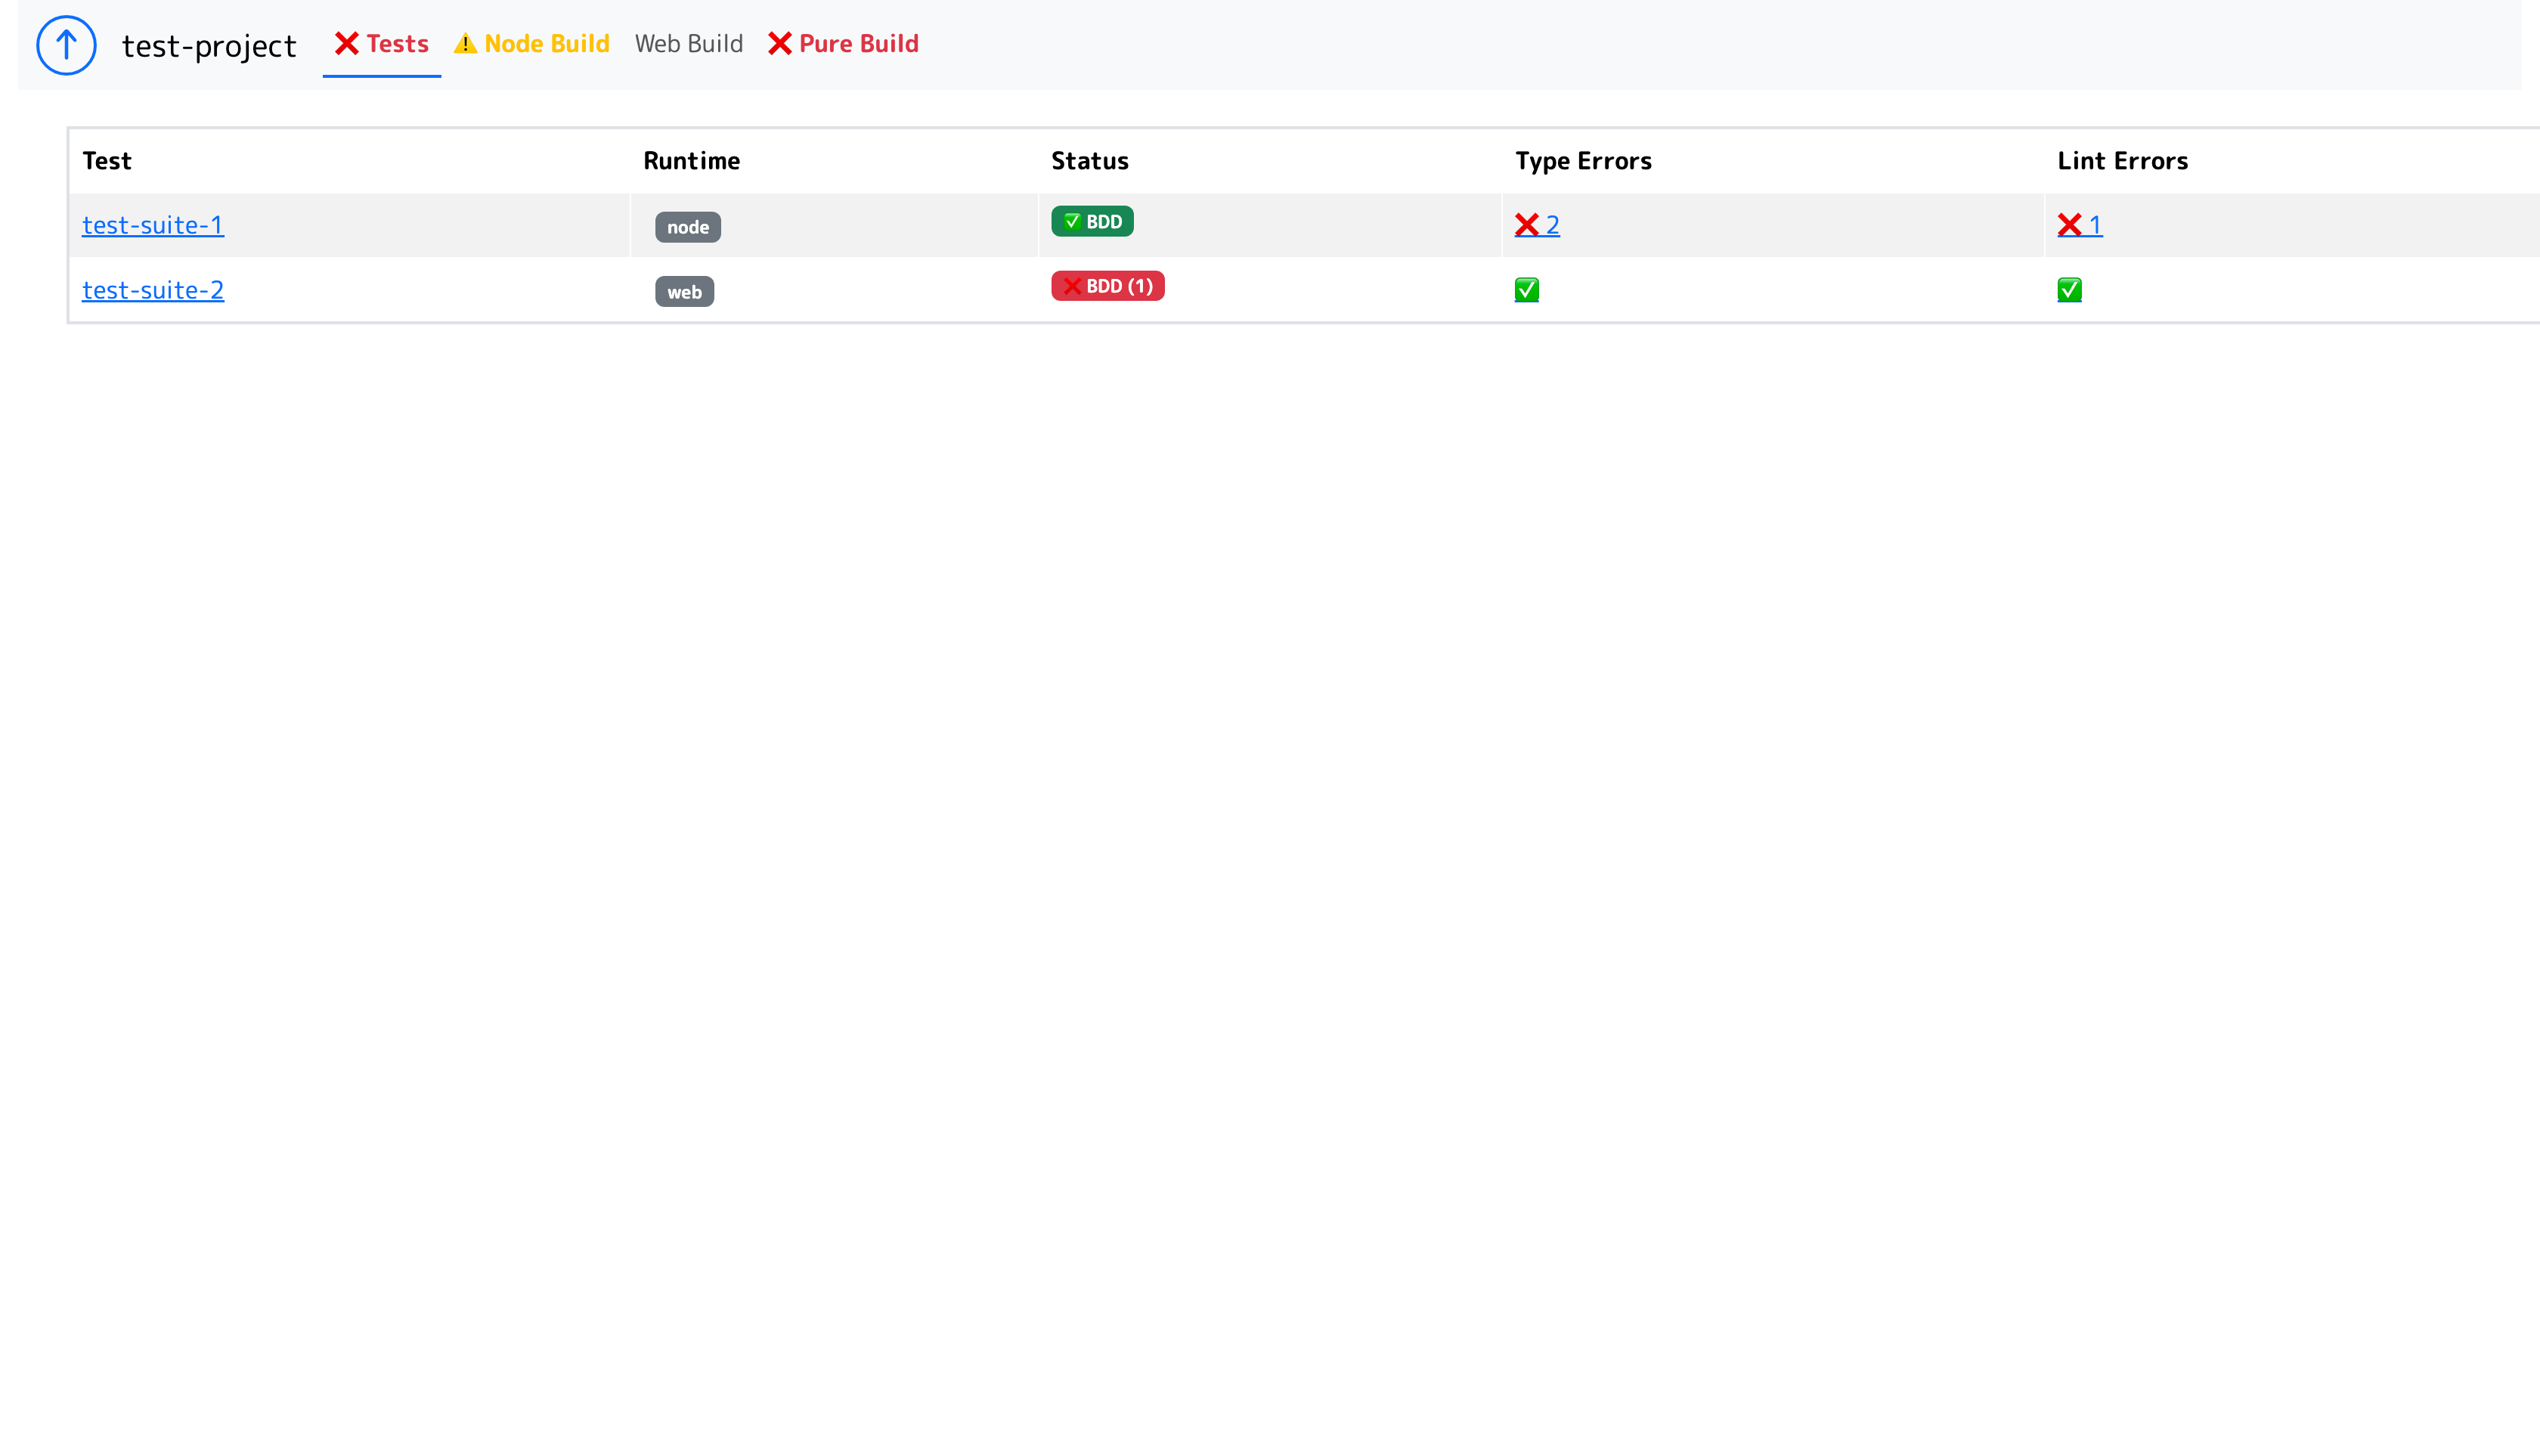 test-project ❌ Tests ⚠️ Node Build Web Build ❌ Pure Build
Test Runtime Status Type Errors Lint Errors
test-suite-1 node ✅ BDD ❌ 2 ❌ 1
test-suite-2 web ❌ BDD (1) ✅ ✅